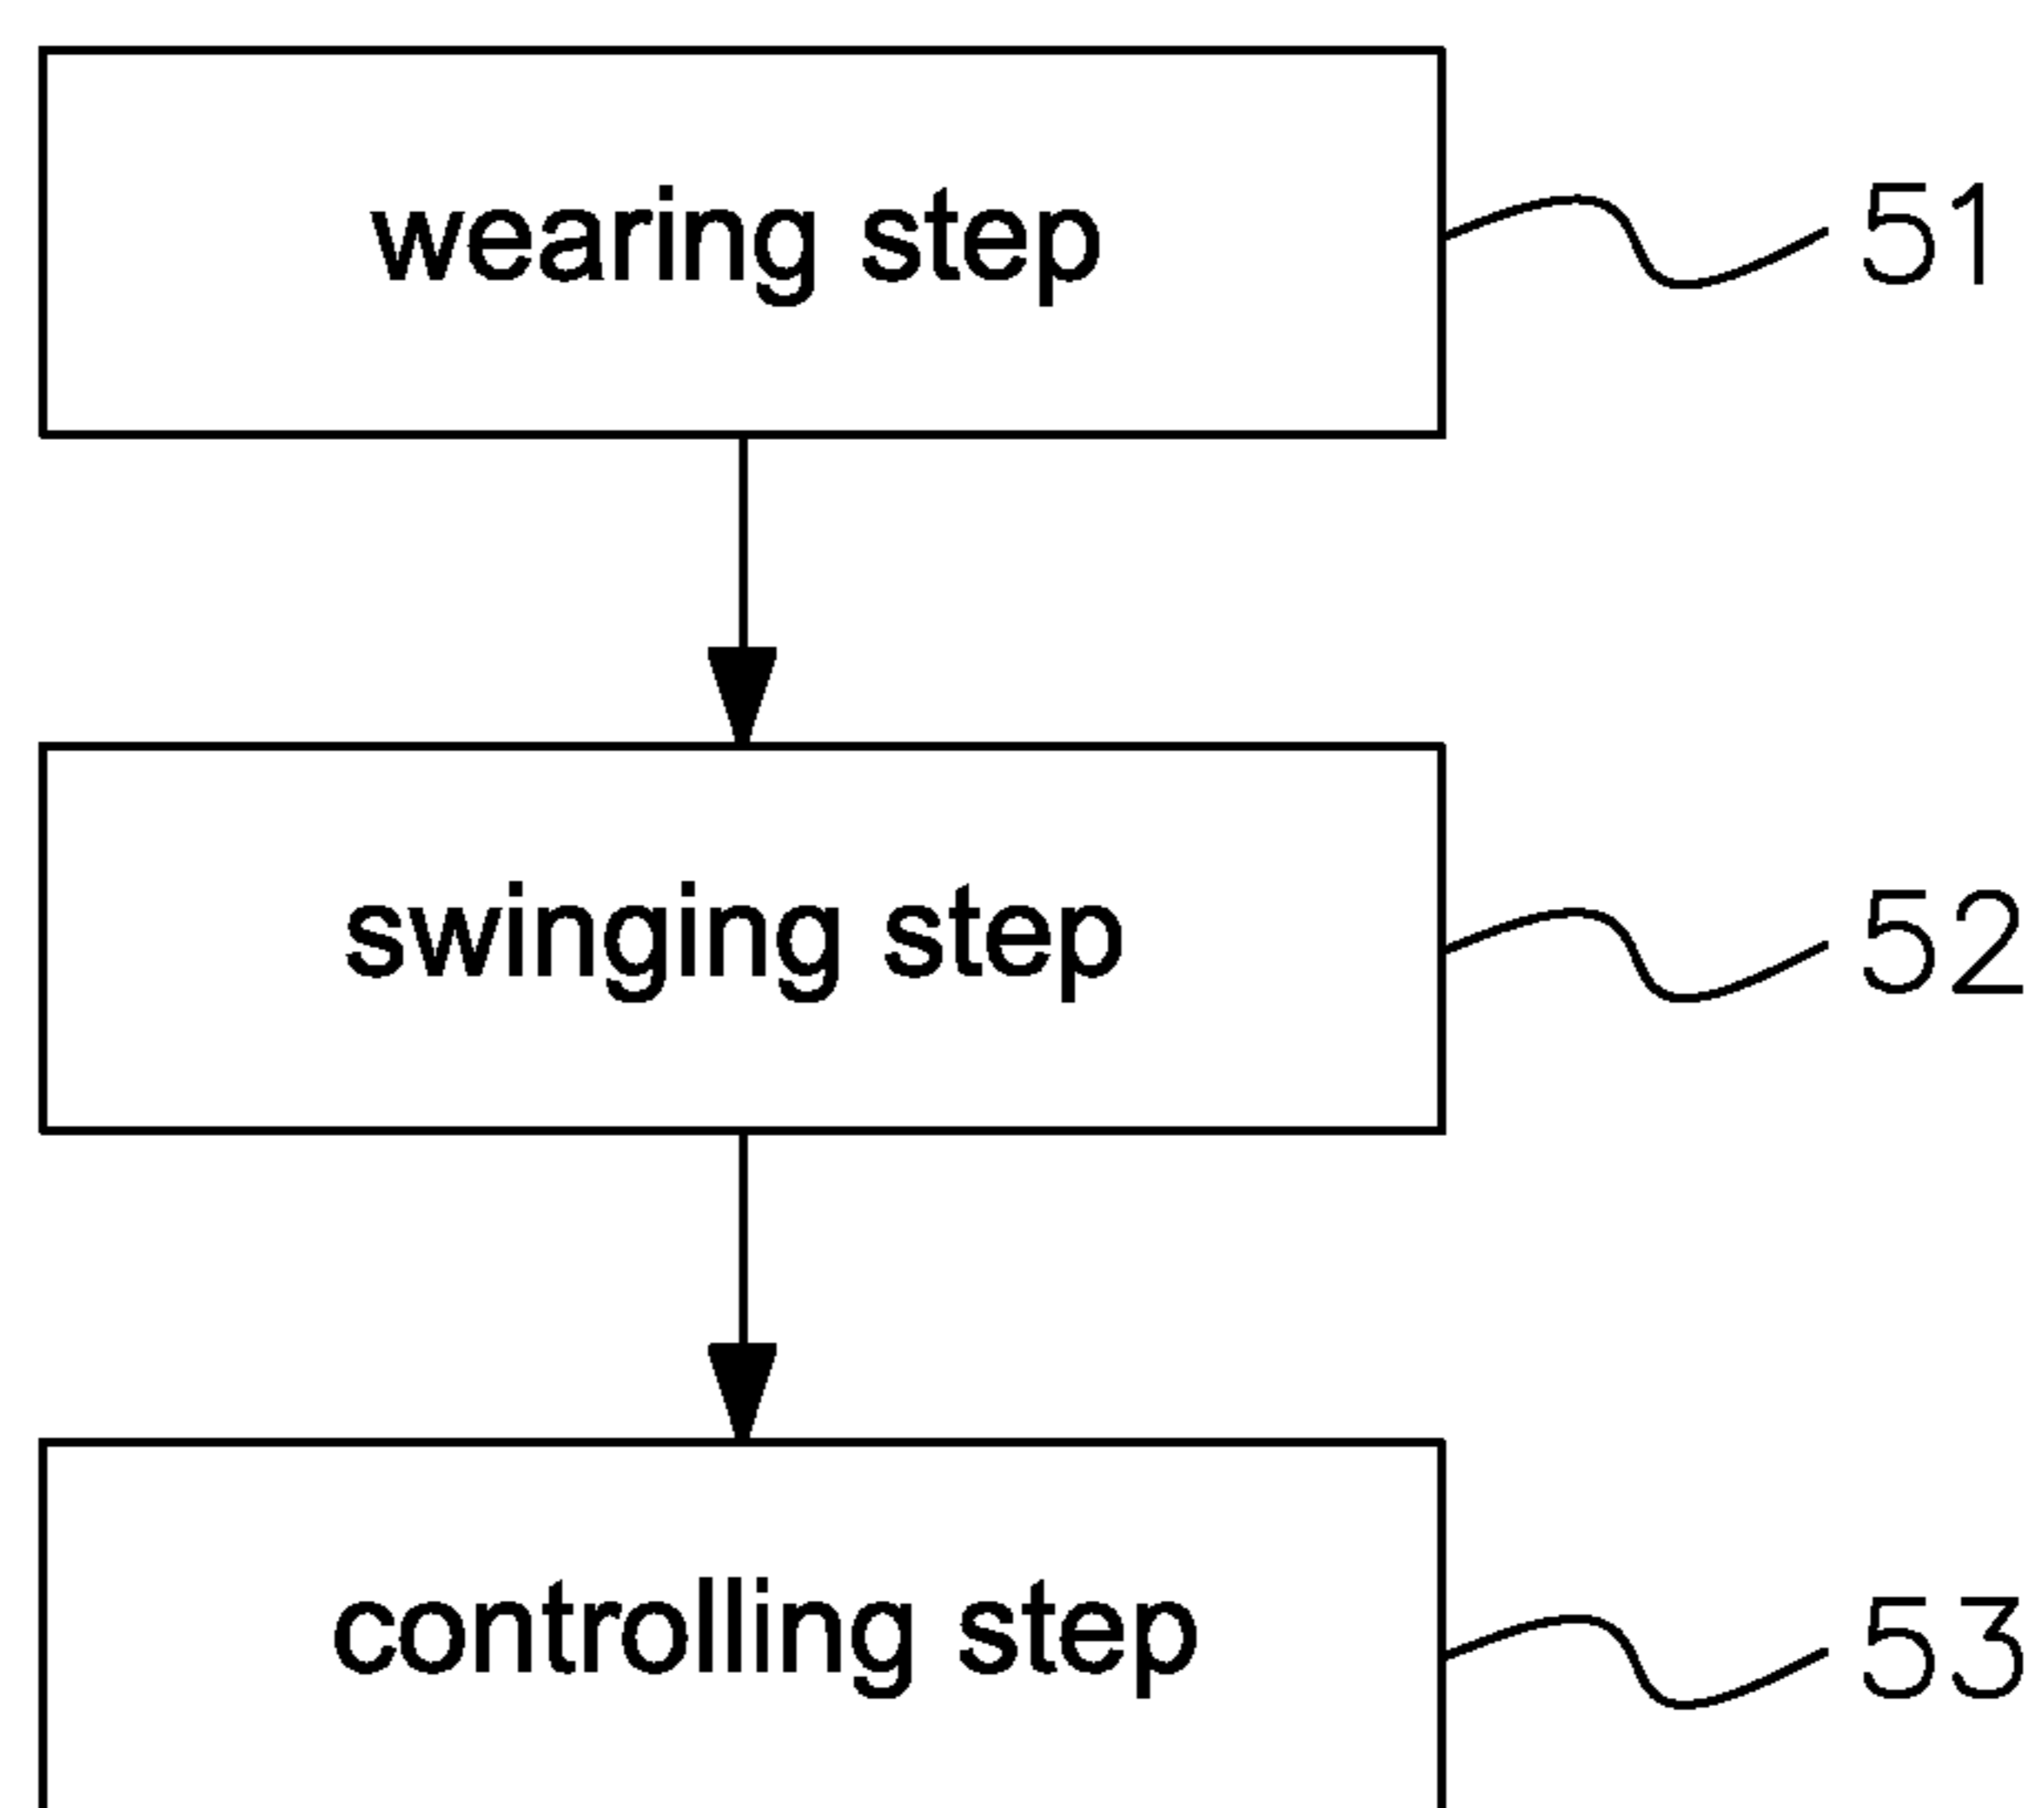 wearing step
51
swinging step
52
controlling step
53